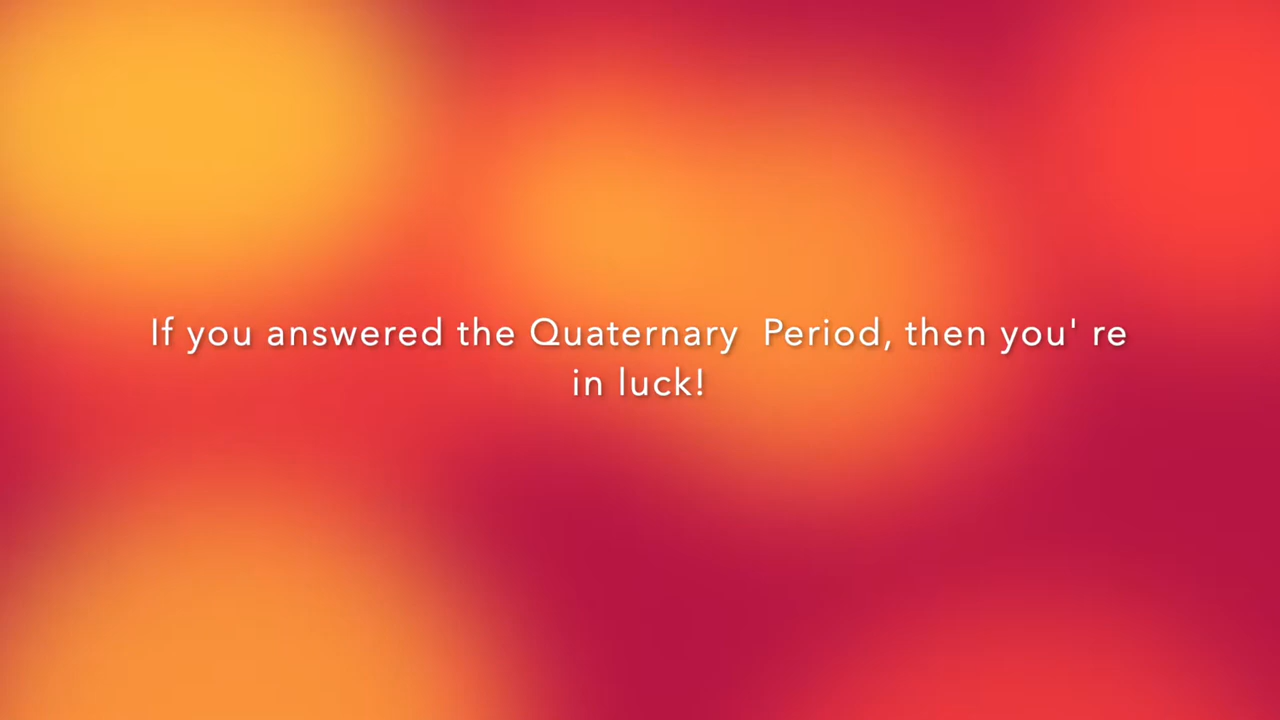 If you answered the Quaternary  Period, then you' re
in luck!